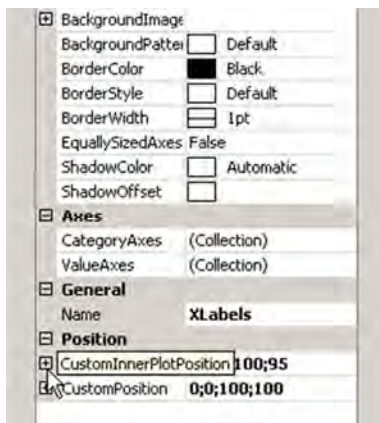 BackgroundImage
BackgroundPatte Default
BorderColor Black
BorderStyle Default
BorderWidth 1pt
EquallySizedAxes False
ShadowColor Automatic
ShadowOffset
Axes
CategoryAxes (Collection)
ValueAxes (Collection)
General
Name XLabels
Position
CustomInnerPlotPosition 100;95
CustomPosition 0;0;100;100